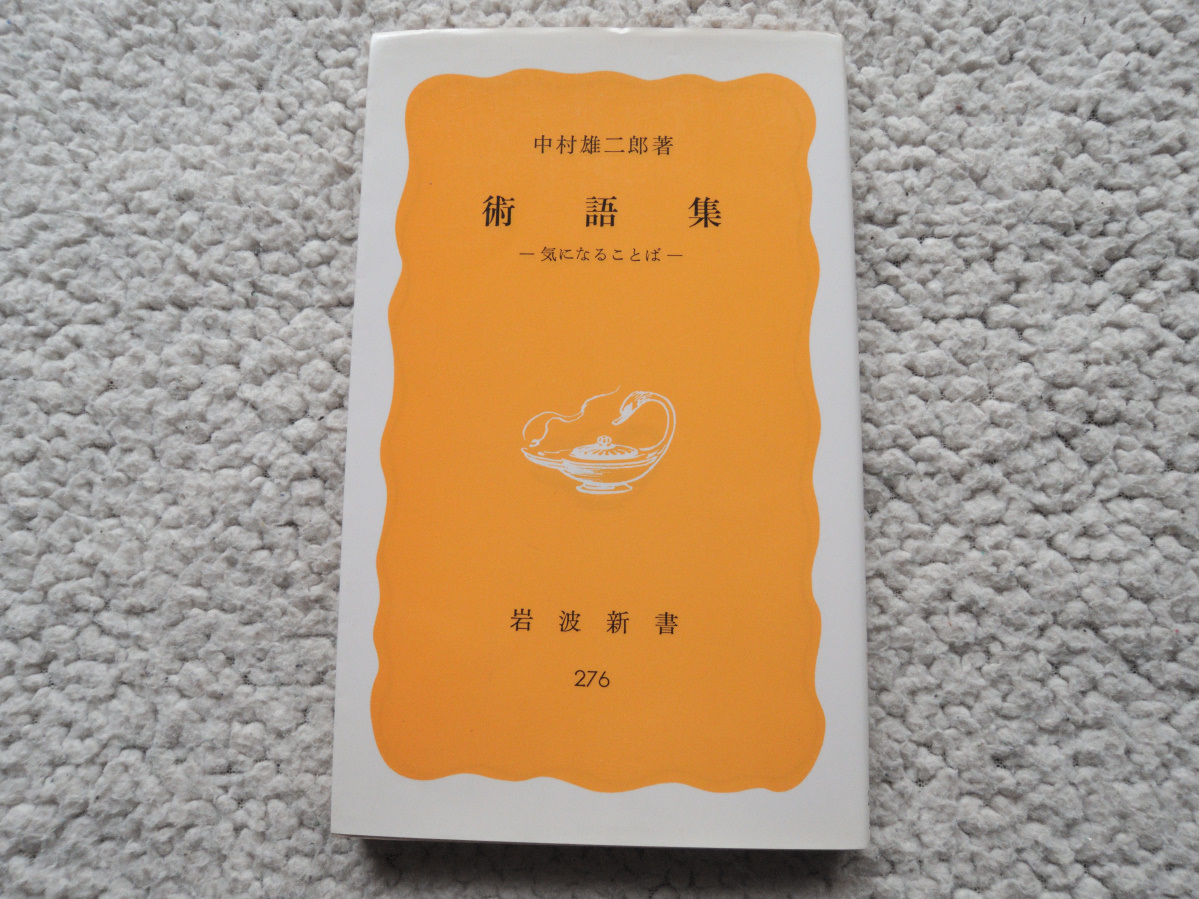 中村雄二郎著
術語集
—気になることば—
岩波新書
276